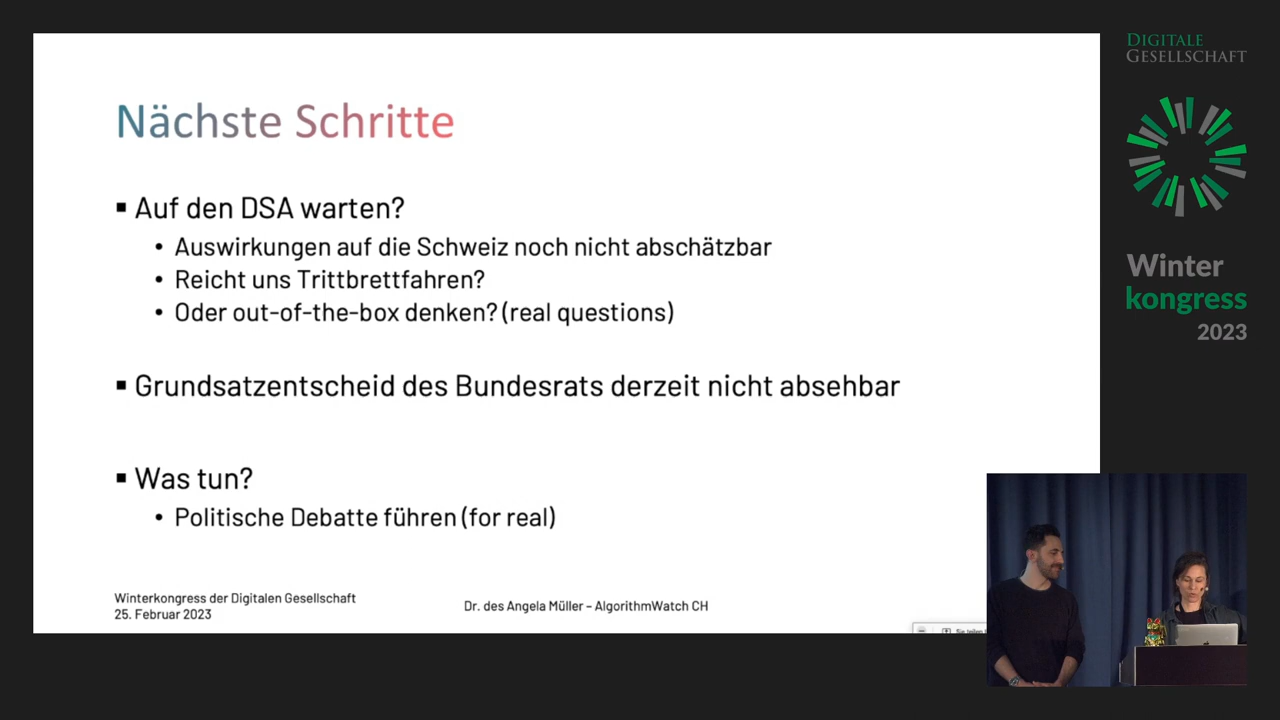 Nächste Schritte
▪ Auf den DSA warten?
• Auswirkungen auf die Schweiz noch nicht abschätzbar
• Reicht uns Trittbrettfahren?
• Oder out-of-the-box denken? (real questions)
▪ Grundsatzentscheid des Bundesrats derzeit nicht absehbar
▪ Was tun?
• Politische Debatte führen (for real)
Winterkongress der Digitalen Gesellschaft
25. Februar 2023
Dr. des Angela Müller – AlgorithmWatch CH
Sie teilen
DIGITALE
GESELLSCHAFT
Winter
kongress
2023